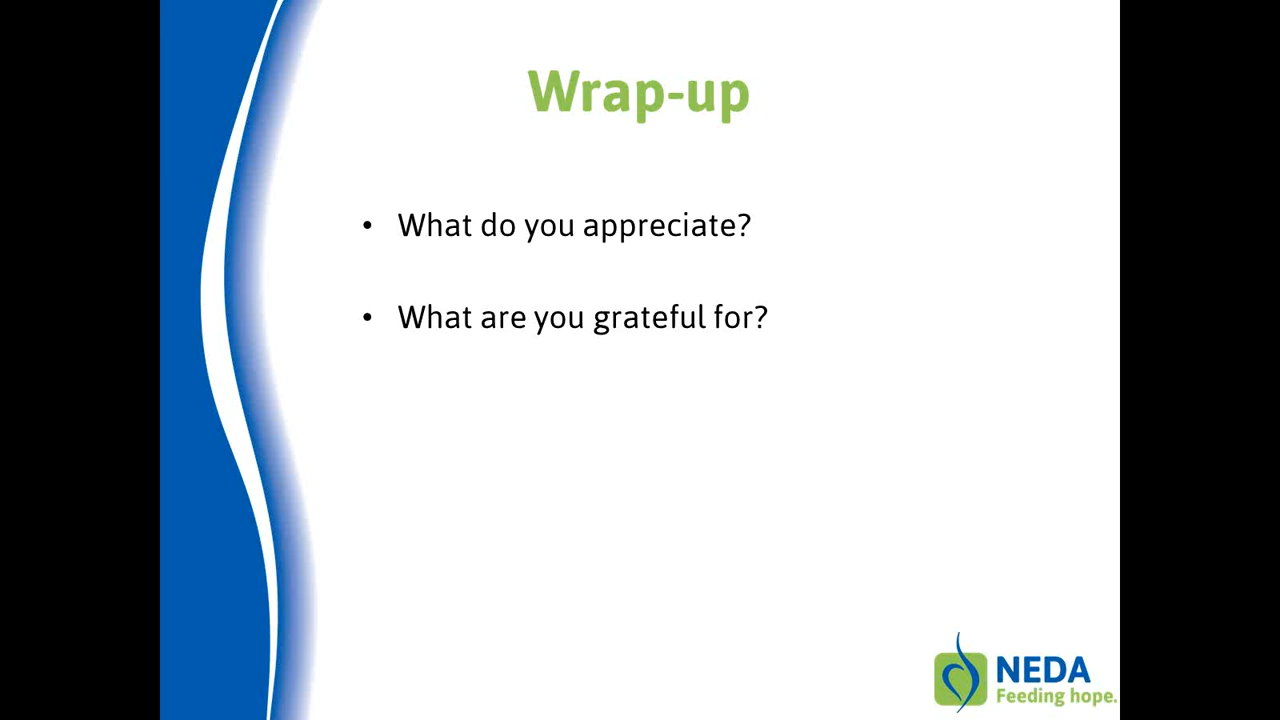 Wrap-up
• What do you appreciate?
• What are you grateful for?
NEDA
Feeding hope.